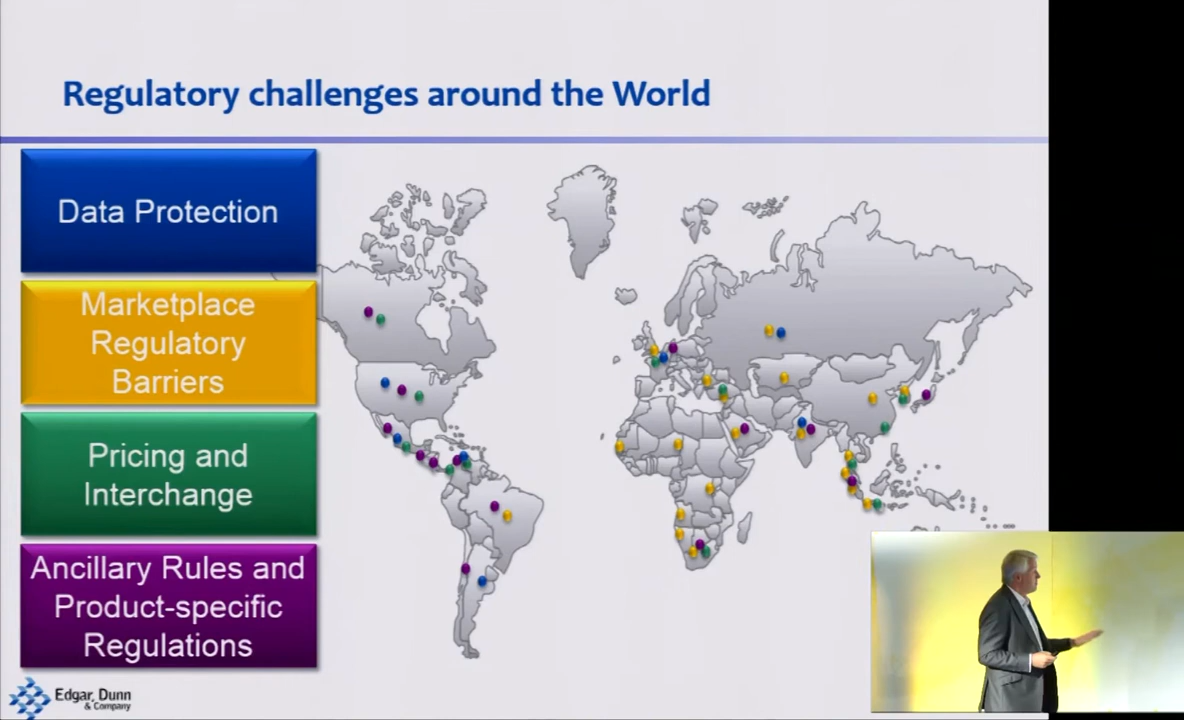 Regulatory challenges around the World
Data Protection
Marketplace
Regulatory
Barriers
Pricing and
Interchange
Ancillary Rules and
Product-specific
Regulations
Edgar, Dunn
& Company